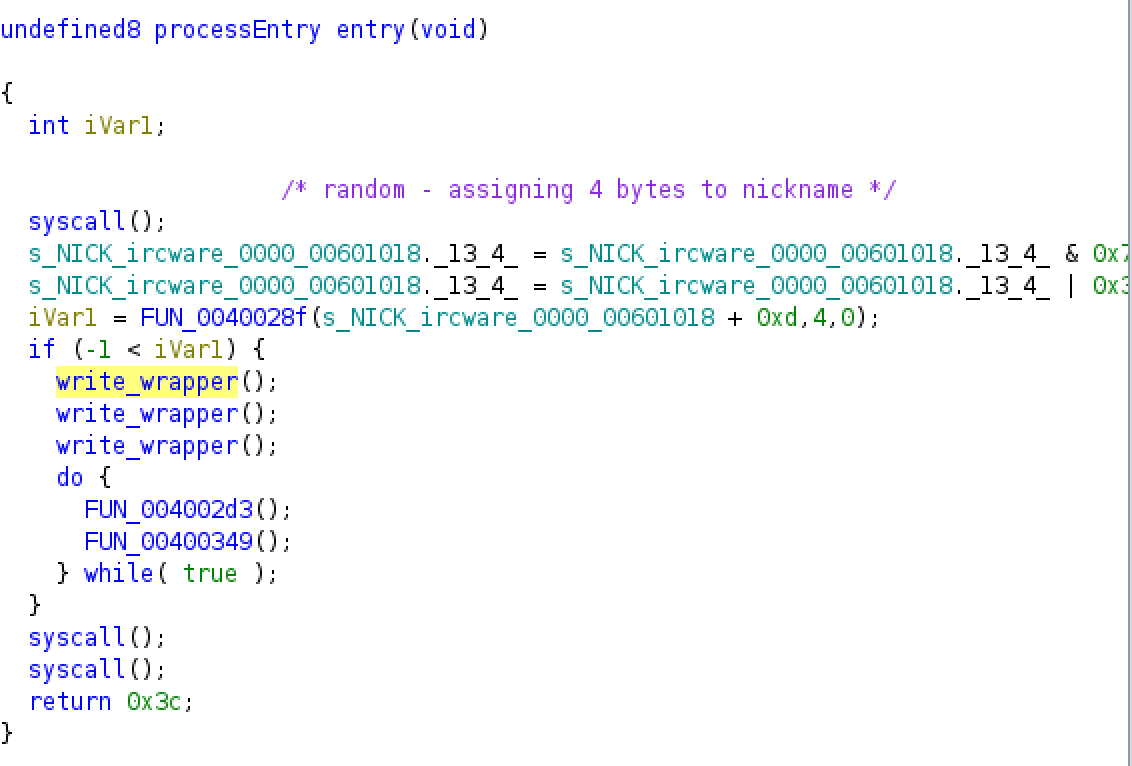 undefined8 processEntry entry(void)
{
int iVar1;
/* random - assigning 4 bytes to nickname */
syscall();
s_NICK_ircware_0000_00601018._13_4_ = s_NICK_ircware_0000_00601018._13_4_ & 0x7
s_NICK_ircware_0000_00601018._13_4_ = s_NICK_ircware_0000_00601018._13_4_ | 0x3
iVar1 = FUN_0040028f(s_NICK_ircware_0000_00601018 + 0xd,4,0);
if (-1 < iVar1) {
write_wrapper();
write_wrapper();
write_wrapper();
do {
FUN_004002d3();
FUN_00400349();
} while( true );
}
syscall();
syscall();
return 0x3c;
}